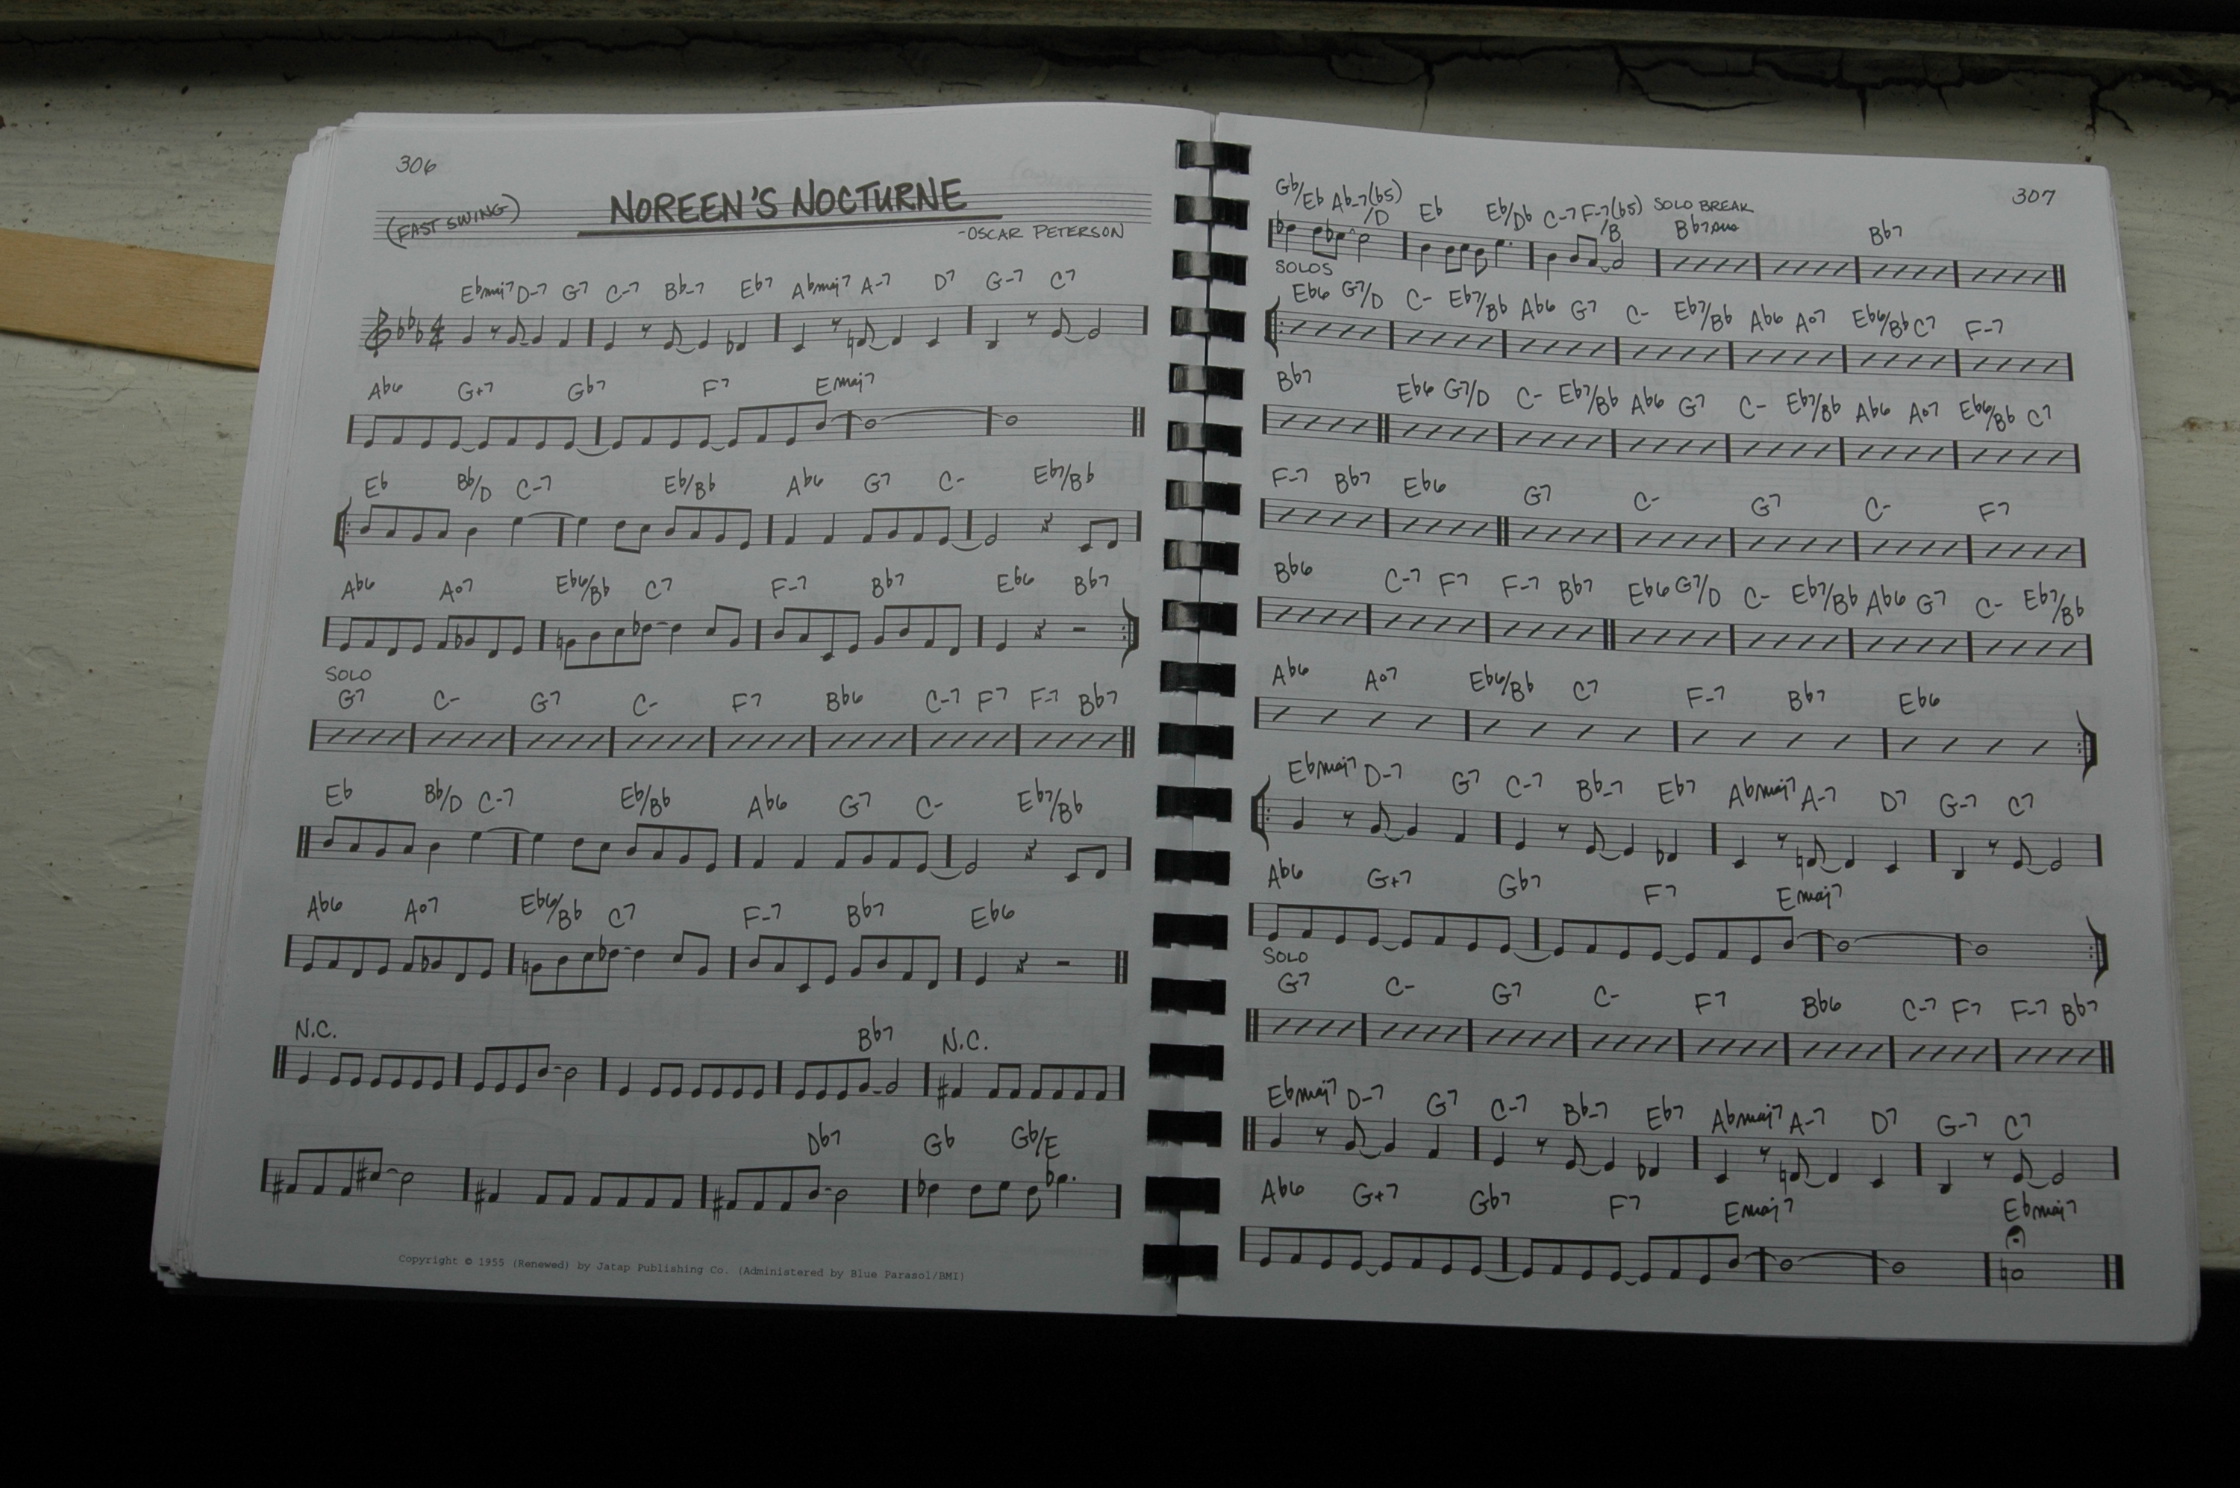 306
NOREEN'S NOCTURNE
(FAST SWING)
-OSCAR PETERSON
Ebmaj7 D-7 G7 C-7 Bb-7 Eb7 Abmaj7 A-7 D7 G-7 C7
Ab6 G+7 Gb7 F7 Emaj7
Eb Bb/D C-7 Eb/Bb Ab6 G7 C- Eb7/Bb
Ab6 Ao7 Eb6/Bb C7 F-7 Bb7 Eb6 Bb7
SOLO
G7 C- G7 C- F7 Bb6 C-7 F7 F-7 Bb7
Eb Bb/D C-7 Eb/Bb Ab6 G7 C- Eb7/Bb
Ab6 Ao7 Eb6/Bb C7 F-7 Bb7 Eb6
N.C. Bb7 N.C.
Db7 Gb Gb/E
Copyright © 1955 (Renewed) by Jatap Publishing Co. (Administered by Blue Parasol/BMI)
307
Gb/Eb Ab-7(b5)/D Eb Eb/Db C-7 F-7(b5)/B SOLO BREAK
Bb7sus Bb7
SOLOS
Eb6 G7/D C- Eb7/Bb Ab6 G7 C- Eb7/Bb Ab6 Ao7 Eb6/Bb C7 F-7
Bb7 Eb6 G7/D C- Eb7/Bb Ab6 G7 C- Eb7/Bb Ab6 Ao7 Eb6/Bb C7
F-7 Bb7 Eb6 G7 C- G7 C- F7
Bb6 C-7 F7 F-7 Bb7 Eb6 G7/D C- Eb7/Bb Ab6 G7 C- Eb7/Bb
Ab6 Ao7 Eb6/Bb C7 F-7 Bb7 Eb6
Ebmaj7 D-7 G7 C-7 Bb-7 Eb7 Abmaj7 A-7 D7 G-7 C7
Ab6 G+7 Gb7 F7 Emaj7
SOLO
G7 C- G7 C- F7 Bb6 C-7 F7 F-7 Bb7
Ebmaj7 D-7 G7 C-7 Bb-7 Eb7 Abmaj7 A-7 D7 G-7 C7
Ab6 G+7 Gb7 F7 Emaj7 Ebmaj7